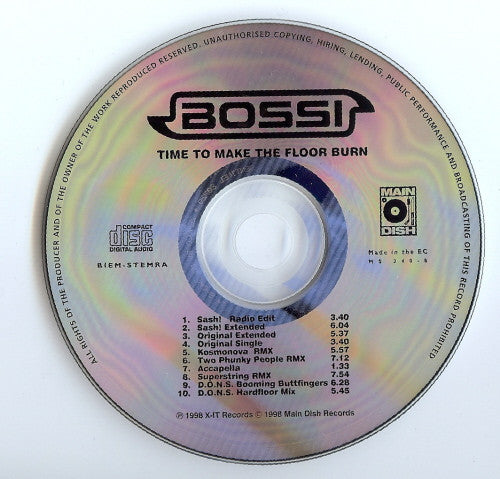 ALL RIGHTS OF THE PRODUCER AND OF THE OWNER OF THE WORK REPRODUCED RESERVED. UNAUTHORISED COPYING, HIRING, LENDING, PUBLIC PERFORMANCE AND BROADCASTING OF THIS RECORD PROHIBITED
BOSSI
TIME TO MAKE THE FLOOR BURN
MAIN
DISH
COMPACT
disc
DIGITAL AUDIO
BIEM-STEMRA
Made in the EC
1. Sash! Radio Edit 3.40
2. Sash! Extended 6.04
3. Original Extended 5.37
4. Original Single 3.40
5. Kosmonova RMX 5.57
6. Two Phunky People RMX 7.12
7. Accapella 1.33
8. Superstring RMX 7.54
9. D.O.N.S. Booming Buttfingers 6.28
10. D.O.N.S. Hardfloor Mix 5.45
℗ 1998 X-IT Records © 1998 Main Dish Records